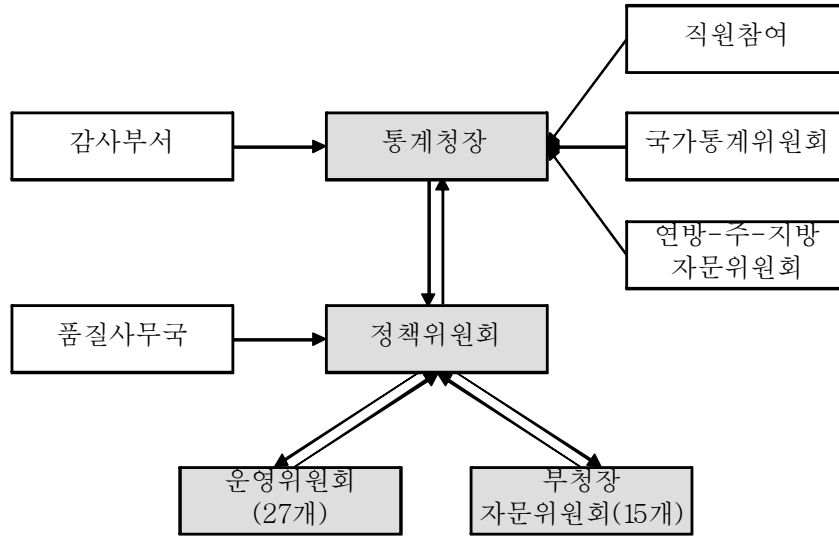 직원참여
감사부서
통계청장
국가통계위원회
연방-주-지방
자문위원회
품질사무국
정책위원회
운영위원회
(27개)
부청장
자문위원회(15개)